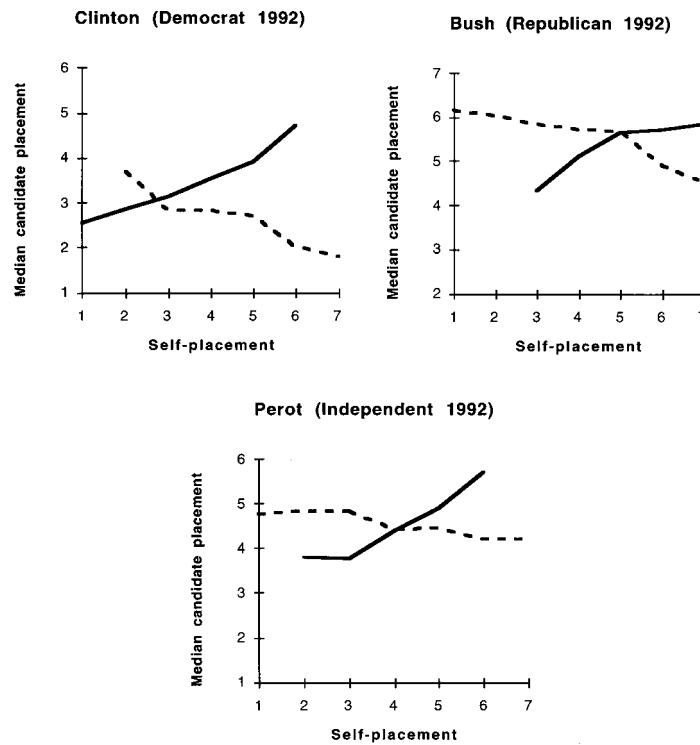 Clinton (Democrat 1992)
Median candidate placement
6
5
4
3
2
1
1 2 3 4 5 6 7
Self-placement
Bush (Republican 1992)
Median candidate placement
7
6
5
4
3
2
1 2 3 4 5 6 7
Self-placement
Perot (Independent 1992)
Median candidate placement
6
5
4
3
2
1
1 2 3 4 5 6 7
Self-placement